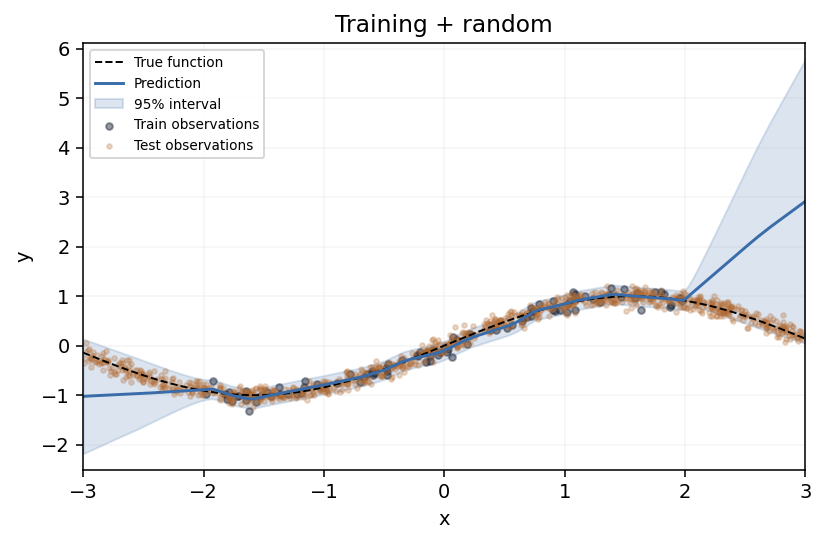 Training + random
6
5
4
3
2
1
0
−1
−2
y
True function
Prediction
95% interval
Train observations
Test observations
−3 −2 −1 0 1 2 3
x